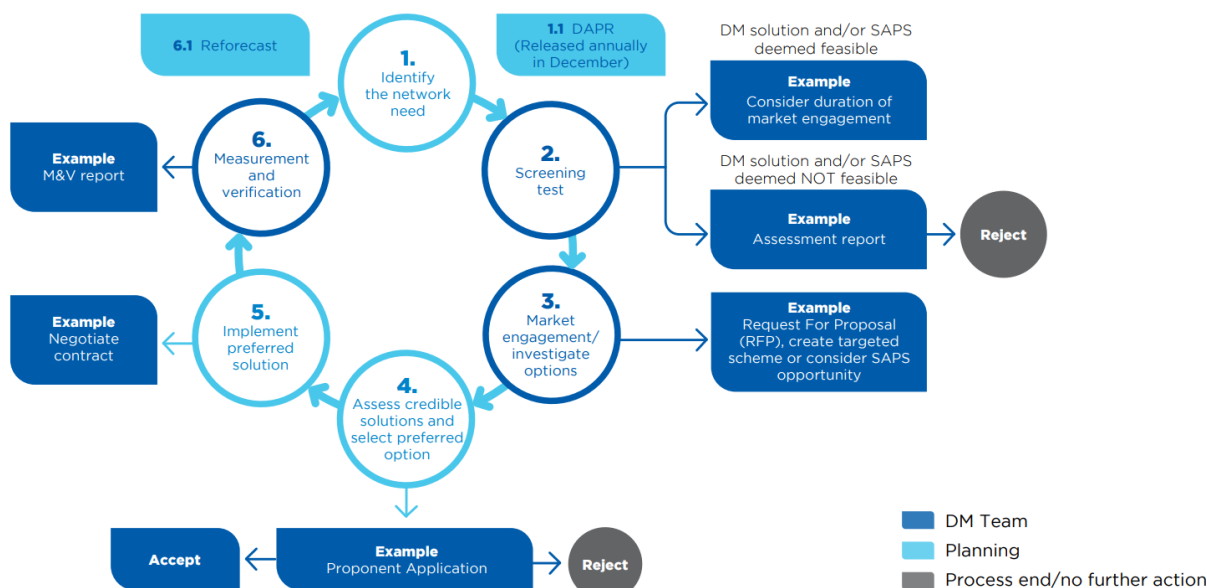 6.1 Reforecast
1.
Identify
the network
need
1.1 DAPR
(Released annually
in December)
DM solution and/or SAPS
deemed feasible
Example
Consider duration of
market engagement
6.
Measurement
and
verification
Example
M&V report
2.
Screening
test
DM solution and/or SAPS
deemed NOT feasible
Example
Assessment report
Reject
5.
Implement
preferred
solution
Example
Negotiate
contract
3.
Market
engagement/
investigate
options
Example
Request For Proposal
(RFP), create targeted
scheme or consider SAPS
opportunity
4.
Assess credible
solutions and
select preferred
option
Accept
Example
Proponent Application
Reject
DM Team
Planning
Process end/no further action